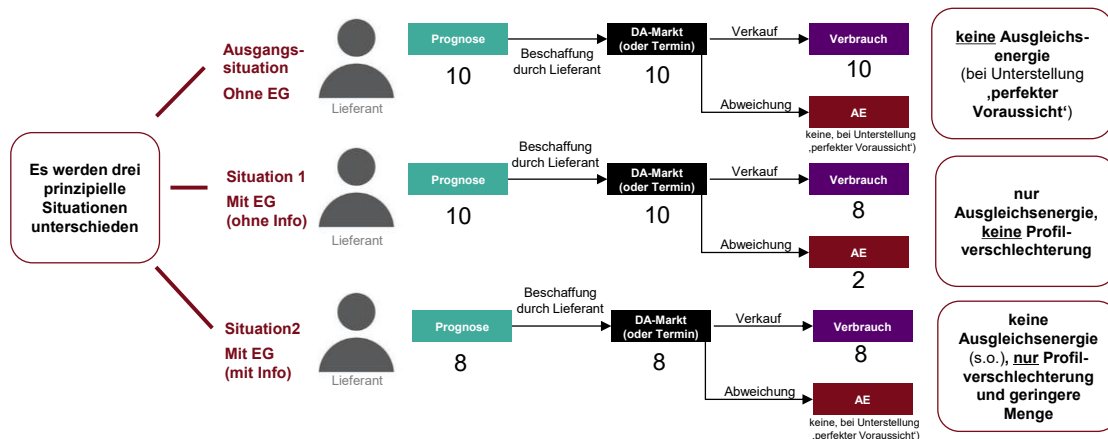 Es werden drei
prinzipielle
Situationen
unterschieden
Ausgangs-
situation
Ohne EG
Lieferant
Prognose
10
Beschaffung
durch Lieferant
DA-Markt
(oder Termin)
10
Verkauf
Verbrauch
10
Abweichung
AE
keine, bei Unterstellung
‚perfekter Voraussicht‘)
keine Ausgleichs-
energie
(bei Unterstellung
‚perfekter
Voraussicht‘)
Situation 1
Mit EG
(ohne Info)
Lieferant
Prognose
10
Beschaffung
durch Lieferant
DA-Markt
(oder Termin)
10
Verkauf
Verbrauch
8
Abweichung
AE
2
nur
Ausgleichsenergie,
keine Profil-
verschlechterung
Situation2
Mit EG
(mit Info)
Lieferant
Prognose
8
Beschaffung
durch Lieferant
DA-Markt
(oder Termin)
8
Verkauf
Verbrauch
8
Abweichung
AE
keine, bei Unterstellung
‚perfekter Voraussicht‘)
keine
Ausgleichsenergie
(s.o.), nur Profil-
verschlechterung
und geringere
Menge